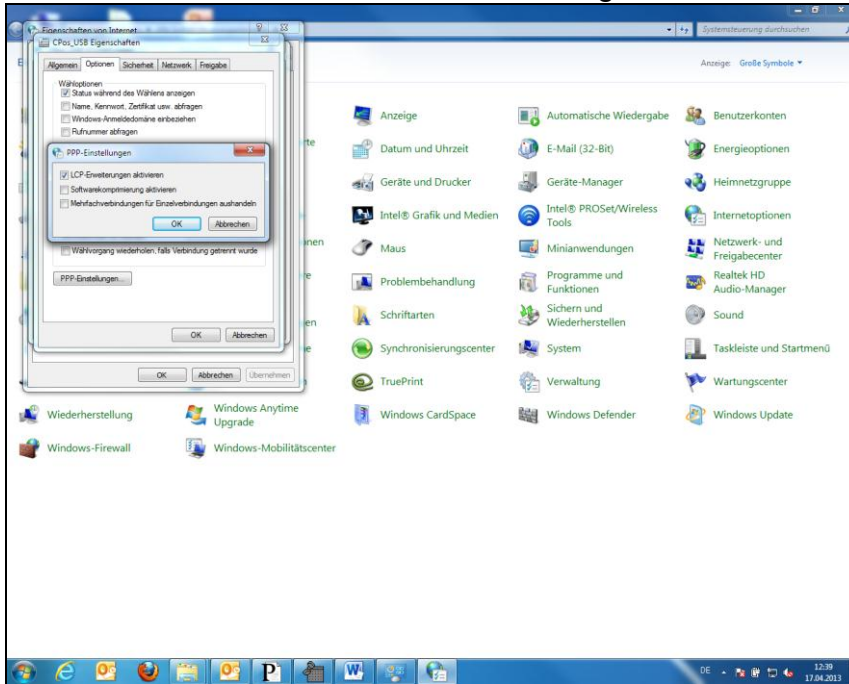 Systemsteuerung durchsuchen
Eigenschaften von Internet
CPos_USB Eigenschaften
Allgemein Optionen Sicherheit Netzwerk Freigabe
Wähloptionen
Status während des Wählens anzeigen
Name, Kennwort, Zertifikat usw. abfragen
Windows-Anmeldedomäne einbeziehen
Rufnummer abfragen
PPP-Einstellungen
LCP-Erweiterungen aktivieren
Softwarekomprimierung aktivieren
Mehrfachverbindungen für Einzelverbindungen aushandeln
OK Abbrechen
Wählvorgang wiederholen, falls Verbindung getrennt wurde
PPP-Einstellungen...
OK Abbrechen
OK Abbrechen Übernehmen
Anzeige: Große Symbole
Anzeige Automatische Wiedergabe Benutzerkonten
Datum und Uhrzeit E-Mail (32-Bit) Energieoptionen
Geräte und Drucker Geräte-Manager Heimnetzgruppe
Intel® Grafik und Medien Intel® PROSet/Wireless Tools Internetoptionen
Maus Minianwendungen Netzwerk- und Freigabecenter
Problembehandlung Programme und Funktionen Realtek HD Audio-Manager
Schriftarten Sichern und Wiederherstellen Sound
Synchronisierungscenter System Taskleiste und Startmenü
TruePrint Verwaltung Wartungscenter
Wiederherstellung Windows Anytime Upgrade Windows CardSpace Windows Defender Windows Update
Windows-Firewall Windows-Mobilitätscenter
DE 12:39
17.04.2013